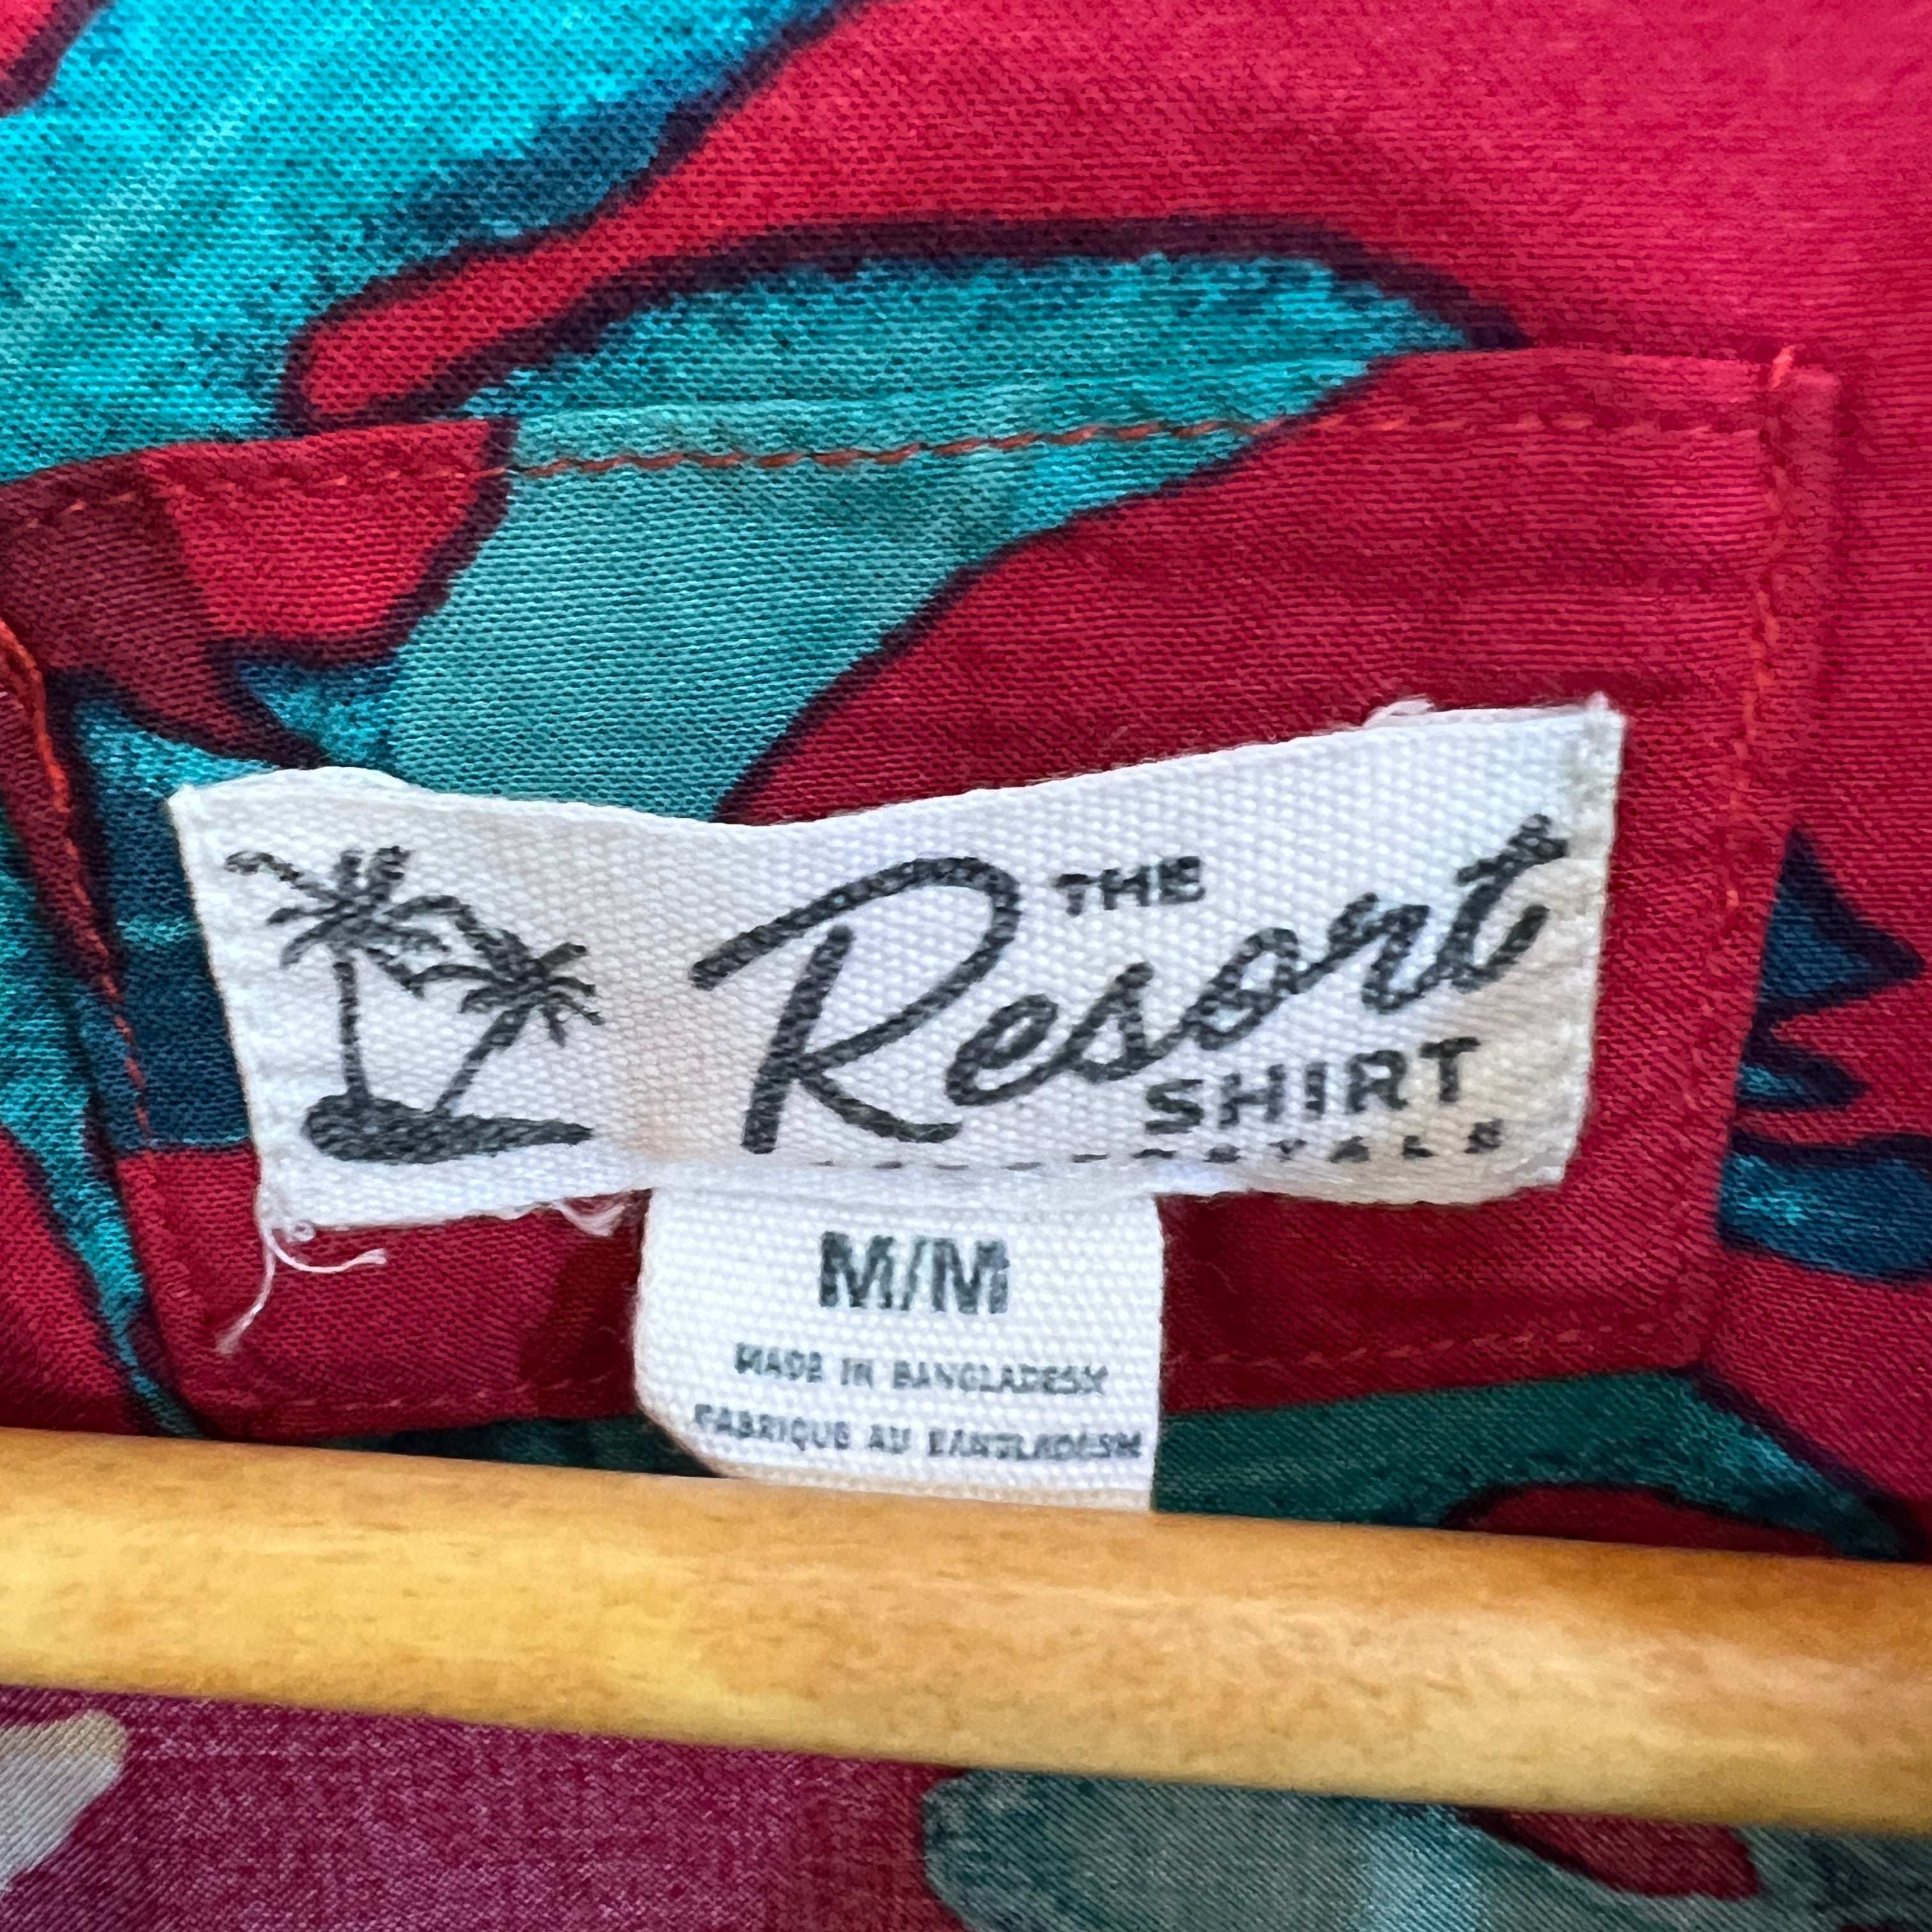 THE
Resort
SHIRT
M/M
MADE IN BANGLADESH
FABRIQUE AU BANGLADESH